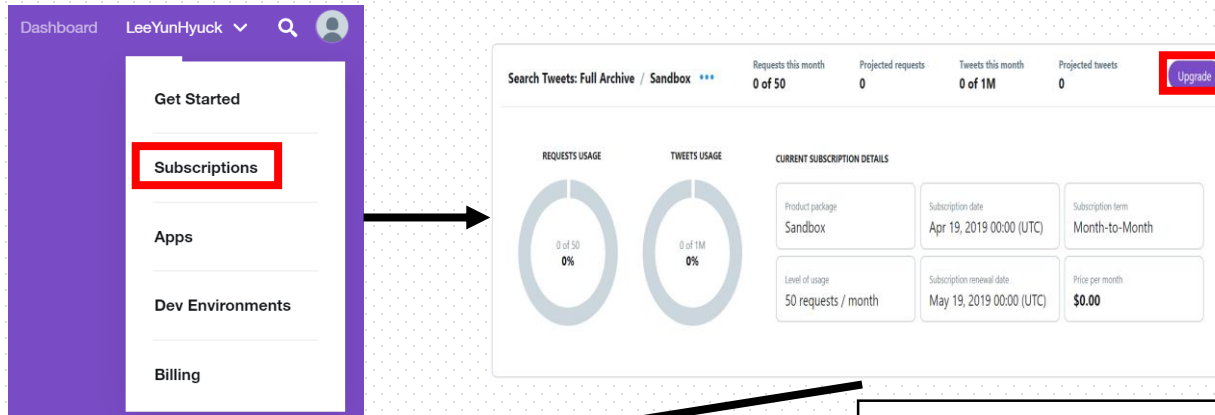 Dashboard LeeYunHyuck
Get Started
Subscriptions
Apps
Dev Environments
Billing
Search Tweets: Full Archive / Sandbox •••
Requests this month
0 of 50
Projected requests
0
Tweets this month
0 of 1M
Projected tweets
0
Upgrade
REQUESTS USAGE
0 of 50
0%
TWEETS USAGE
0 of 1M
0%
CURRENT SUBSCRIPTION DETAILS
Product package
Sandbox
Subscription date
Apr 19, 2019 00:00 (UTC)
Subscription term
Month-to-Month
Level of usage
50 requests / month
Subscription renewal date
May 19, 2019 00:00 (UTC)
Price per month
$0.00